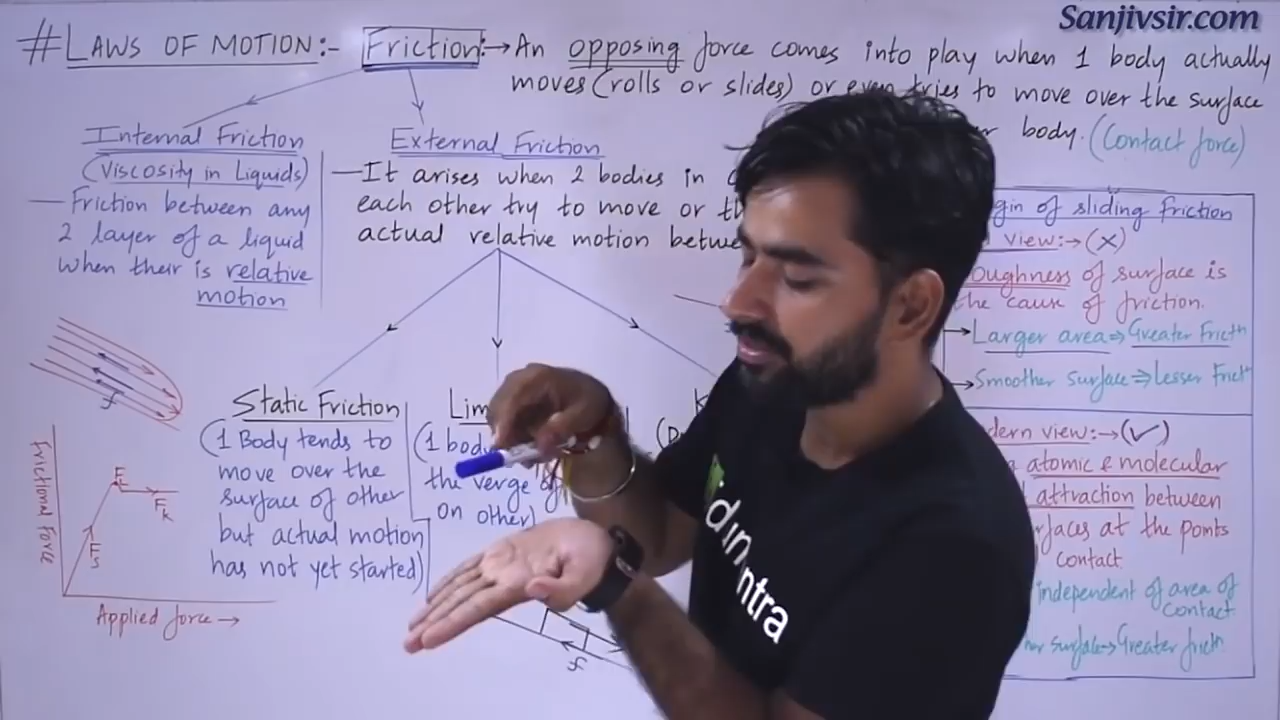 Sanjivsir.com
#LAWS OF MOTION:- Friction:→ An opposing force comes into play when 1 body actually
moves (rolls or slides) or even tries to move over the surface
body. (Contact force)
Internal Friction
(Viscosity in Liquids)
— Friction between any
2 layer of a liquid
when their is relative
motion
f
Frictional Force
FL
FK
FS
Applied force →
External Friction
— It arises when 2 bodies in
each other try to move or
actual relative motion
Static Friction
(1 Body tends to
move over the
surface of other
but actual motion
has not yet started)
(1 body
the verge of
on other)
f
of sliding friction
view:→(×)
of surface is
the cause of friction.
→Larger area⇒Greater Frictn
→Smoother Surface⇒Lesser Frictn
view:→(✓)
atomic & molecular
attraction between
at the points
contact
independent of area of
contact
surface→Greater frictn